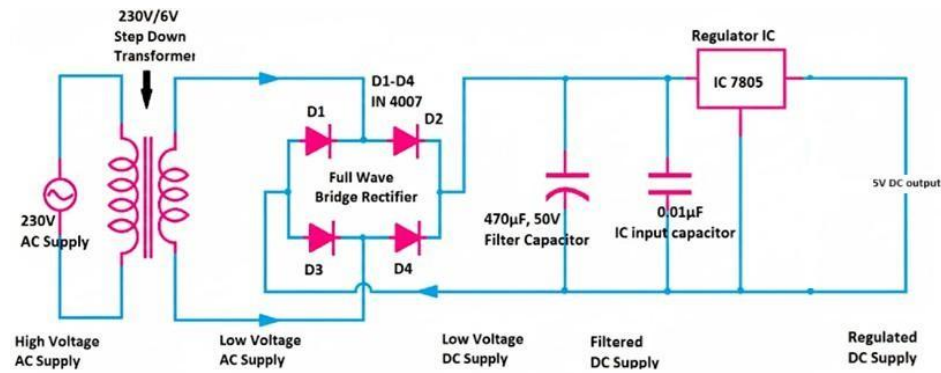 230V/6V
Step Down
Transformer
Regulator IC
IC 7805
D1-D4
IN 4007
D1
D2
Full Wave
Bridge Rectifier
5V DC output
230V
AC Supply
470μF, 50V
Filter Capacitor
0.01μF
IC input capacitor
D3
D4
High Voltage
AC Supply
Low Voltage
AC Supply
Low Voltage
DC Supply
Filtered
DC Supply
Regulated
DC Supply